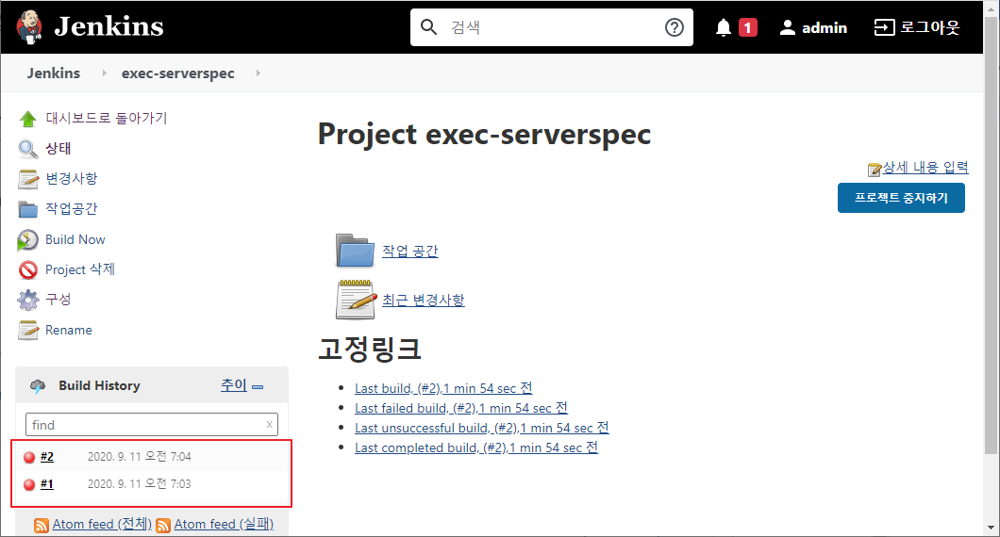 Jenkins
검색
1
admin
로그아웃
Jenkins
exec-serverspec
대시보드로 돌아가기
상태
변경사항
작업공간
Build Now
Project 삭제
구성
Rename
Project exec-serverspec
상세 내용 입력
프로젝트 중지하기
작업 공간
최근 변경사항
고정링크
Last build, (#2),1 min 54 sec 전
Last failed build, (#2),1 min 54 sec 전
Last unsuccessful build, (#2),1 min 54 sec 전
Last completed build, (#2),1 min 54 sec 전
Build History 추이
find x
#2 2020. 9. 11 오전 7:04
#1 2020. 9. 11 오전 7:03
Atom feed (전체) Atom feed (실패)